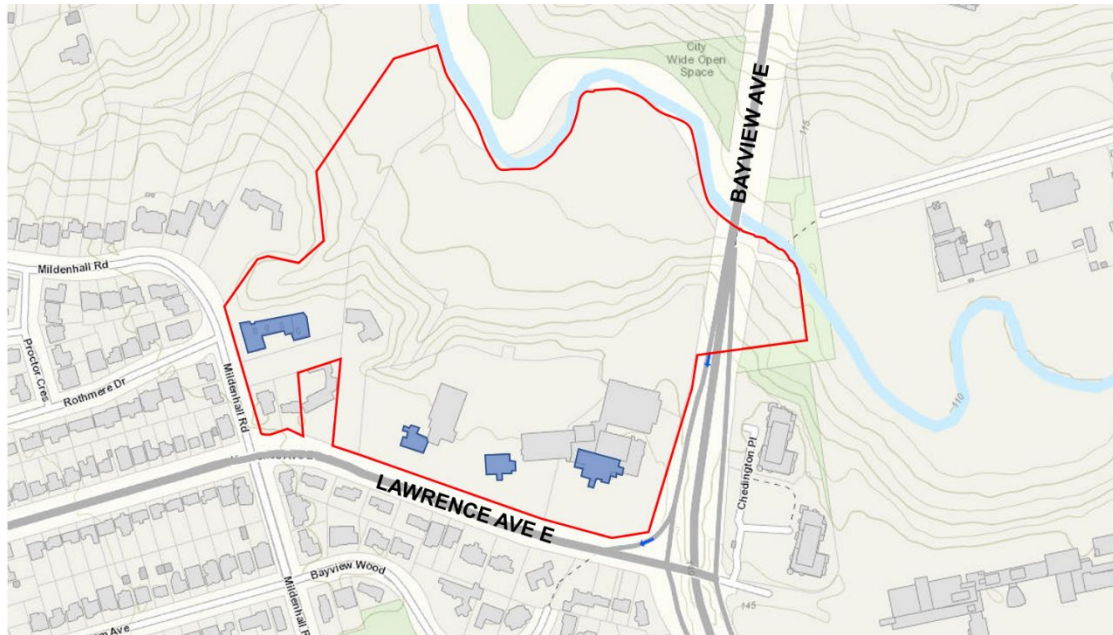 City
Wide Open
Space
BAYVIEW AVE
115
Mildenhall Rd
Proctor Cres
Rothmere Dr
Mildenhall Rd
110
Chedington Pl
LAWRENCE AVE E
Bayview Wood
145